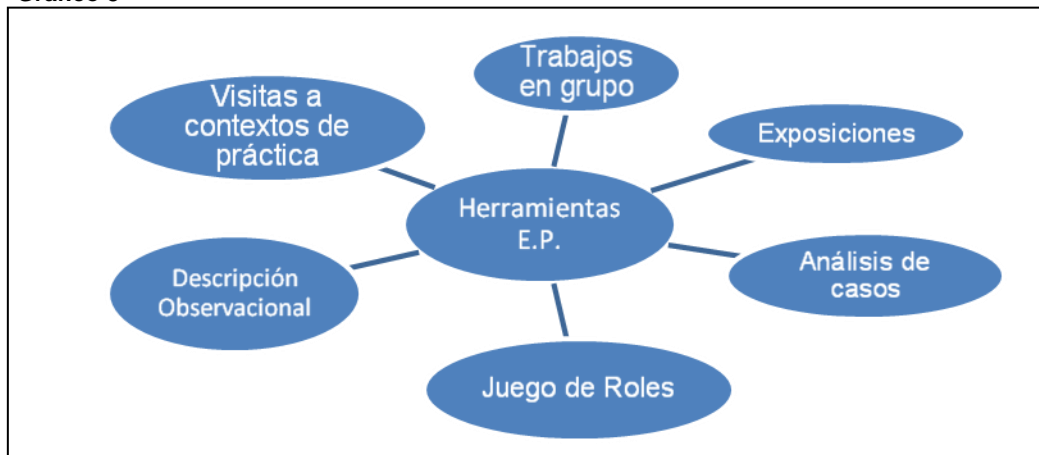 Trabajos
en grupo
Visitas a
contextos de
práctica
Exposiciones
Herramientas
E.P.
Análisis de
casos
Descripción
Observacional
Juego de Roles